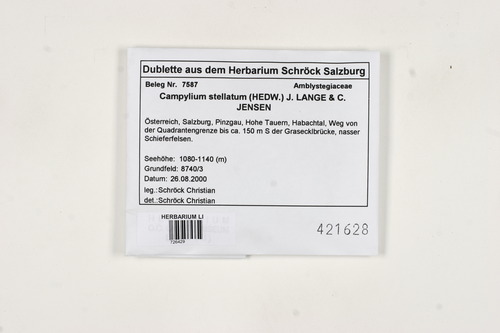 Dublette aus dem Herbarium Schröck Salzburg
Beleg Nr. 7587 Amblystegiaceae
Campylium stellatum (HEDW.) J. LANGE & C.
JENSEN
Österreich, Salzburg, Pinzgau, Hohe Tauern, Habachtal, Weg von
der Quadrantengrenze bis ca. 150 m S der Grasecklbrücke, nasser
Schieferfelsen.
Seehöhe: 1080-1140 (m)
Grundfeld: 8740/3
Datum: 26.08.2000
leg.:Schröck Christian
det.:Schröck Christian
HERBARIUM LI
726429
421628